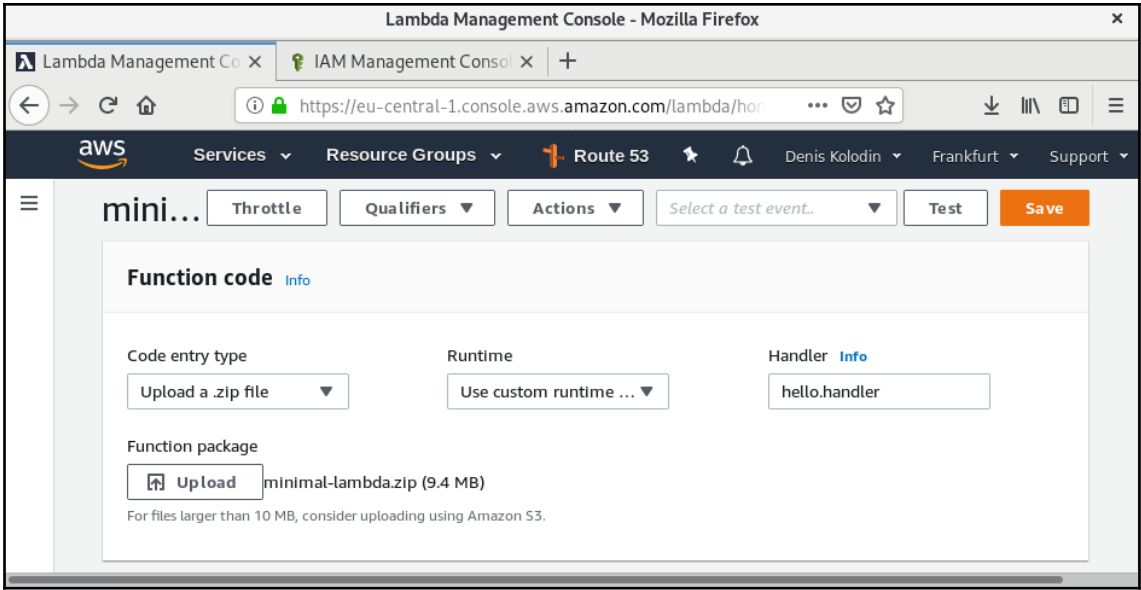 Lambda Management Console - Mozilla Firefox
Lambda Management Co IAM Management Consol
https://eu-central-1.console.aws.amazon.com/lambda/hon
aws Services Resource Groups Route 53 Denis Kolodin Frankfurt Support
mini... Throttle Qualifiers Actions Select a test event.. Test Save
Function code Info
Code entry type Runtime Handler Info
Upload a .zip file Use custom runtime ... hello.handler
Function package
Upload minimal-lambda.zip (9.4 MB)
For files larger than 10 MB, consider uploading using Amazon S3.